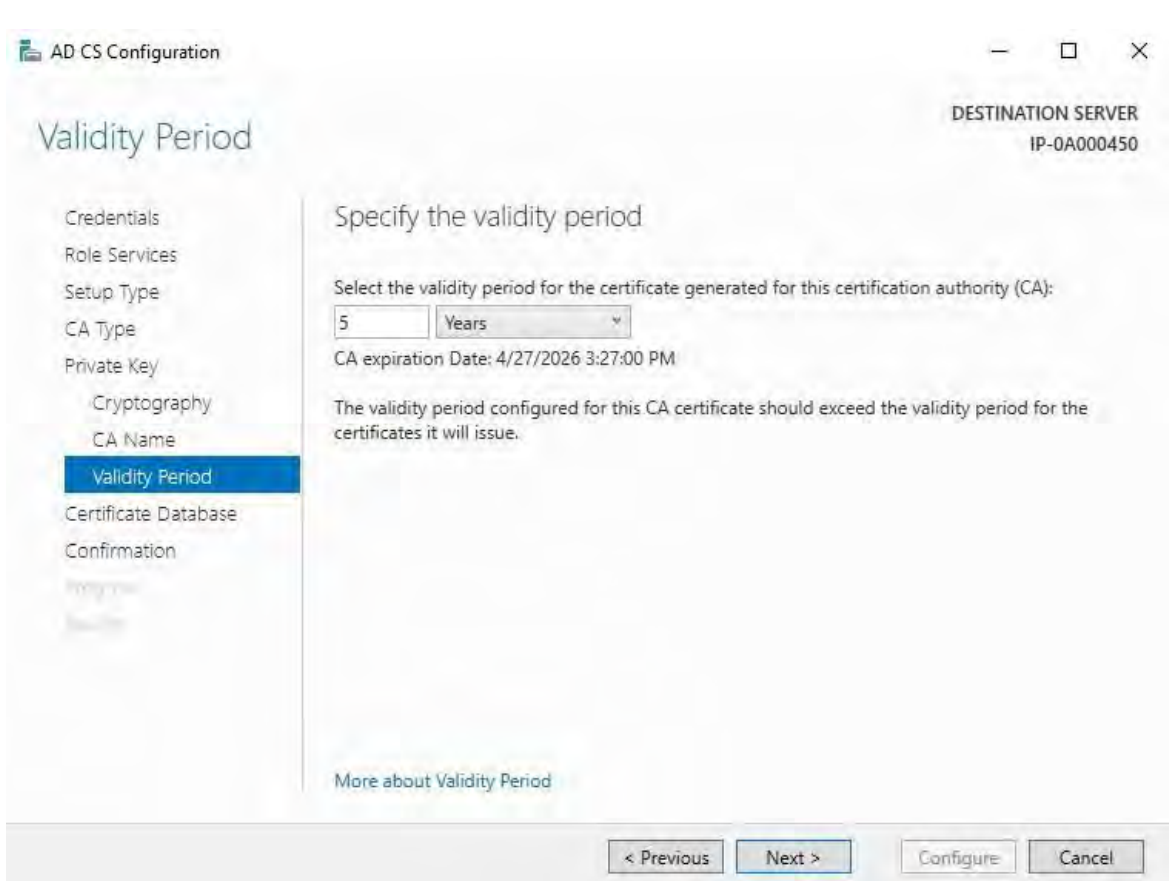 AD CS Configuration
DESTINATION SERVER
IP-0A000450
Validity Period
Credentials
Role Services
Setup Type
CA Type
Private Key
Cryptography
CA Name
Validity Period
Certificate Database
Confirmation
Specify the validity period
Select the validity period for the certificate generated for this certification authority (CA):
5 Years
CA expiration Date: 4/27/2026 3:27:00 PM
The validity period configured for this CA certificate should exceed the validity period for the
certificates it will issue.
More about Validity Period
< Previous Next > Configure Cancel